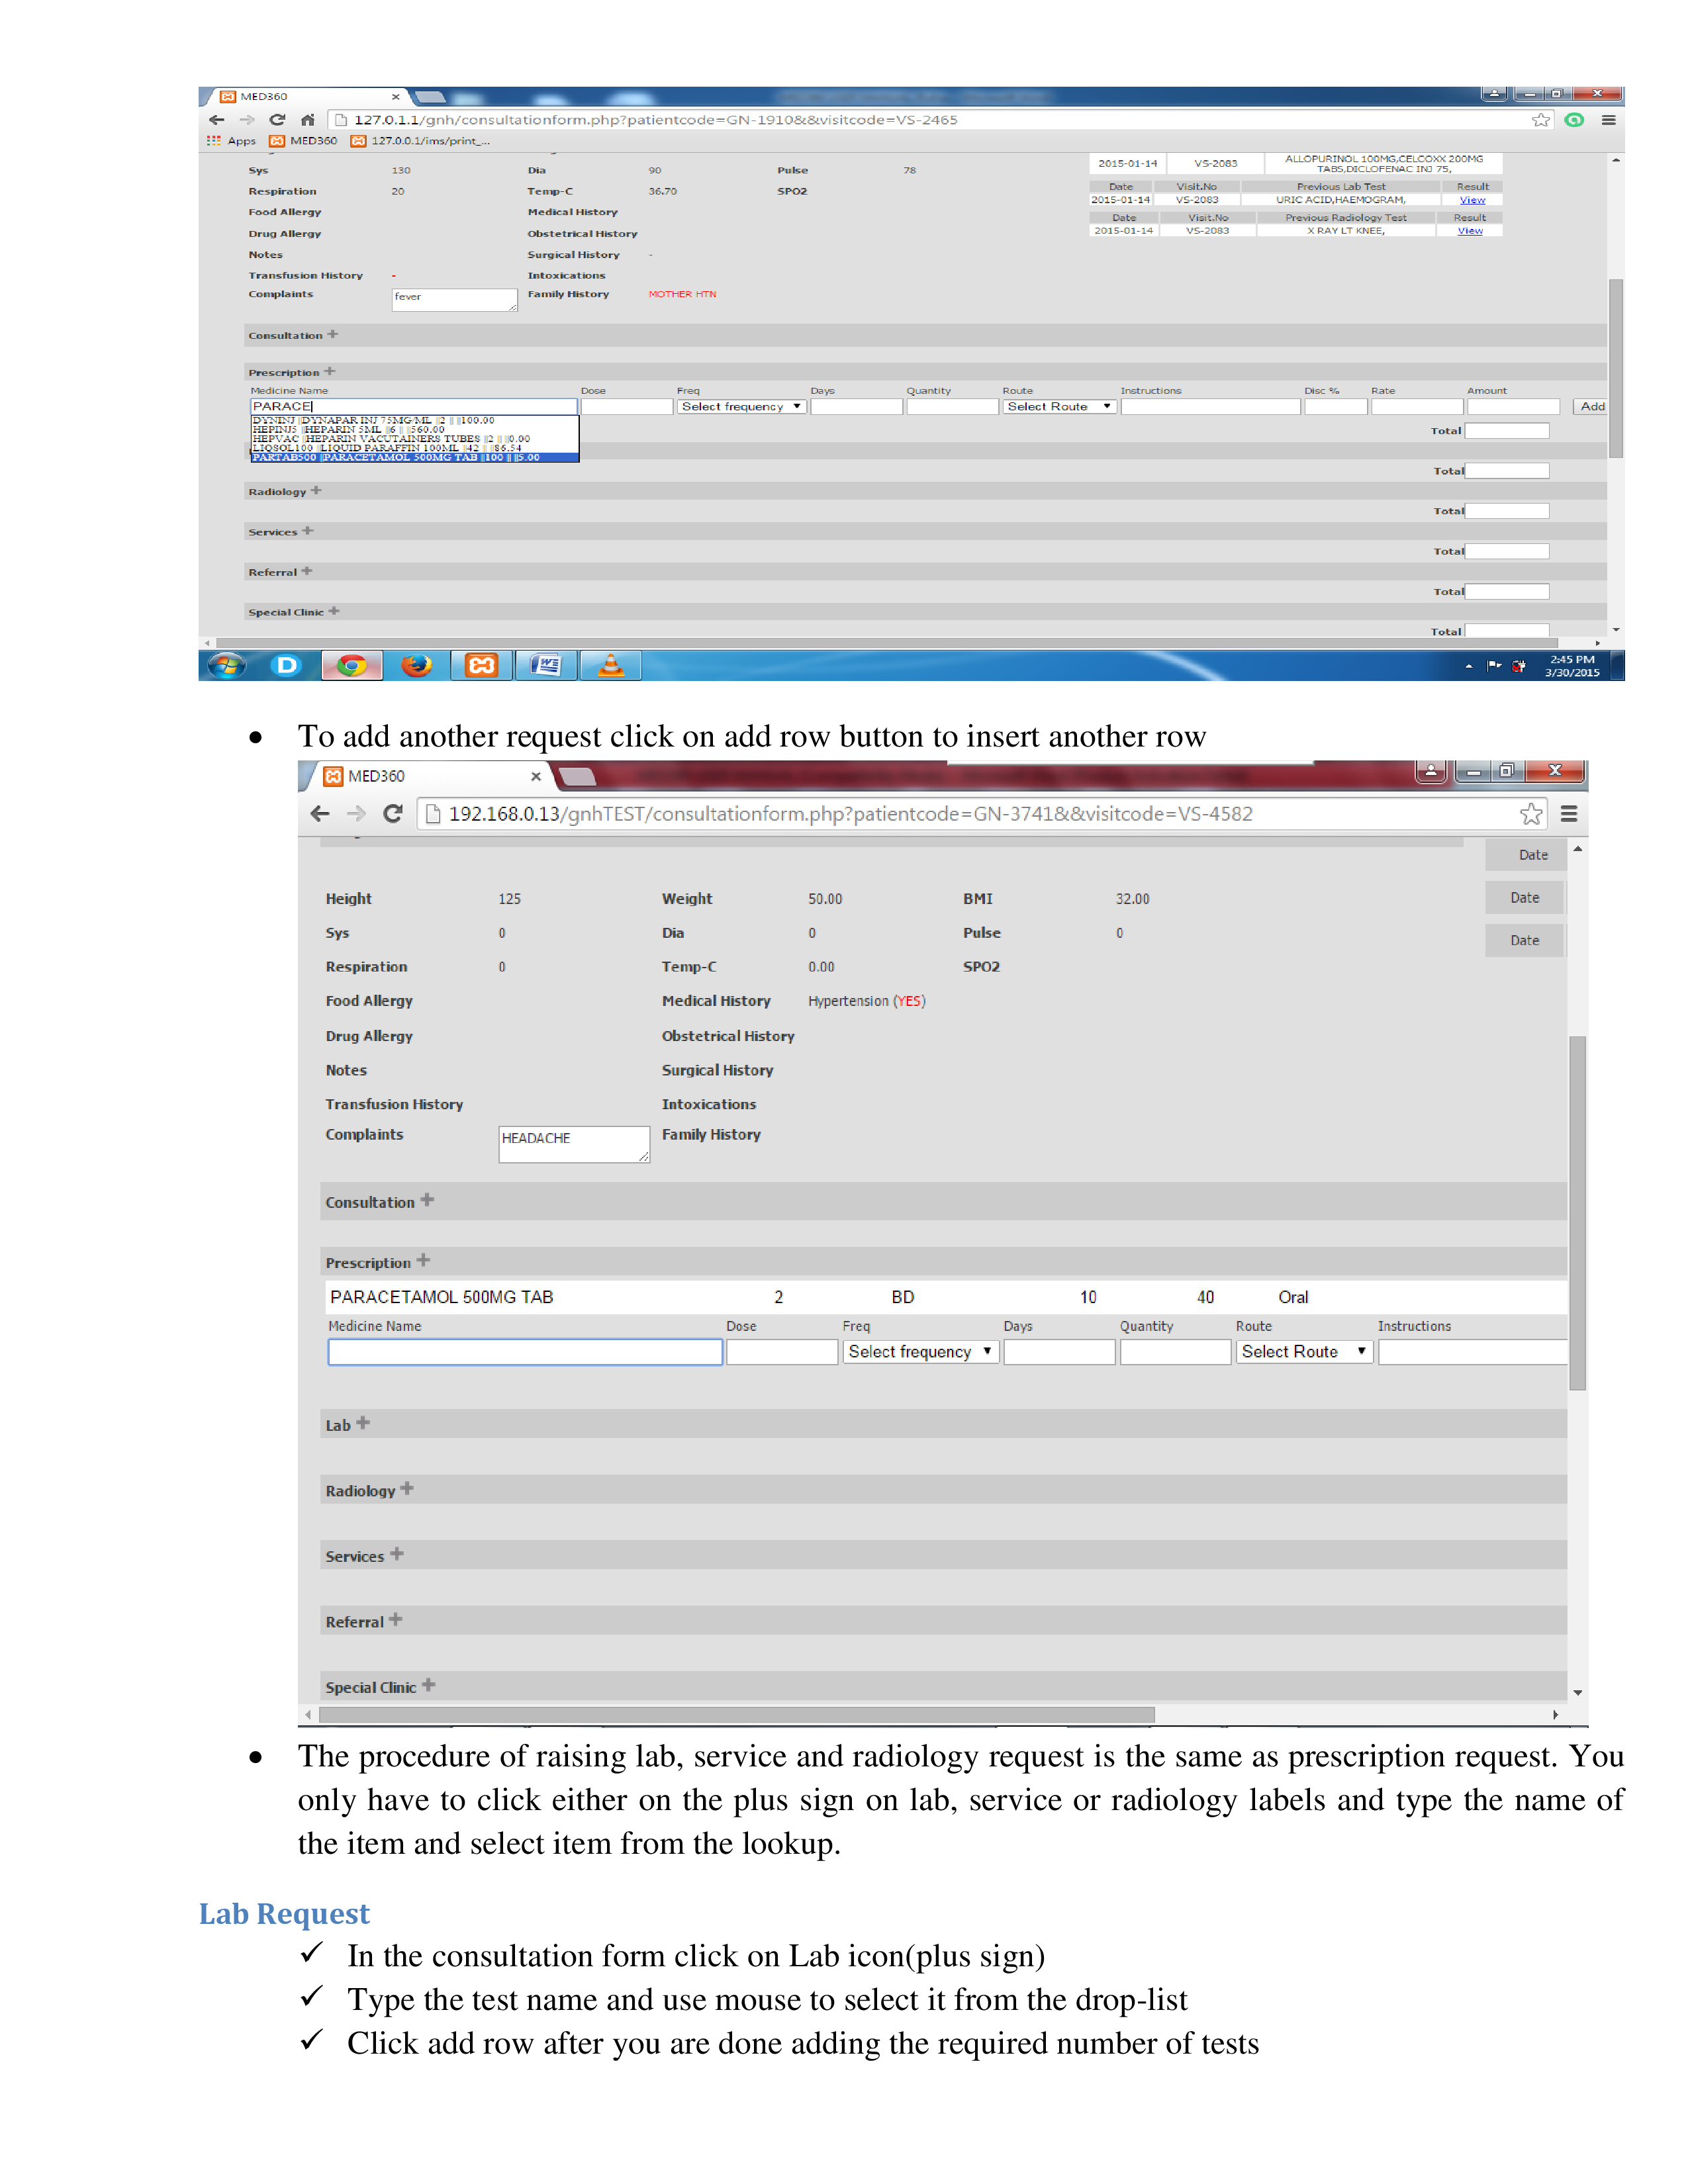 MED360
127.0.1.1/gnh/consultationform.php?patientcode=GN-1910&&visitcode=VS-2465
Apps MED360 127.0.0.1/ims/print_...
Sys 130 Dia 90 Pulse 78
2015-01-14 VS-2083 ALLOPURINOL 100MG,CELCOXX 200MG TABS,DICLOFENAC INJ 75,
Respiration 20 Temp-C 36.70 SPO2
Date Visit.No Previous Lab Test Result
2015-01-14 VS-2083 URIC ACID,HAEMOGRAM, View
Food Allergy Medical History
Date Visit.No Previous Radiology Test Result
2015-01-14 VS-2083 X RAY LT KNEE, View
Drug Allergy Obstetrical History
Notes Surgical History -
Transfusion History - Intoxications
Complaints fever Family History MOTHER HTN
Consultation
Prescription
Medicine Name Dose Freq Days Quantity Route Instructions Disc % Rate Amount
PARACE Select frequency Select Route Add
DYNINJ ||DYNAPAR INJ 75MG/ML ||2 || ||100.00
HEPINJ5 ||HEPARIN 5ML ||6 || ||560.00
HEPVAC ||HEPARIN VACUTAINERS TUBES ||2 || ||0.00
LIQSOL100 ||LIQUID PARAFFIN 100ML ||42 || ||86.54
PARTAB500 ||PARACETAMOL 500MG TAB ||100 || ||5.00
Total
Total
Radiology
Total
Services
Total
Referral
Total
Special Clinic
Total
2:45 PM
3/30/2015
• To add another request click on add row button to insert another row
MED360
192.168.0.13/gnhTEST/consultationform.php?patientcode=GN-3741&&visitcode=VS-4582
Date
Height 125 Weight 50.00 BMI 32.00 Date
Sys 0 Dia 0 Pulse 0 Date
Respiration 0 Temp-C 0.00 SPO2
Food Allergy Medical History Hypertension (YES)
Drug Allergy Obstetrical History
Notes Surgical History
Transfusion History Intoxications
Complaints HEADACHE Family History
Consultation
Prescription
PARACETAMOL 500MG TAB 2 BD 10 40 Oral
Medicine Name Dose Freq Days Quantity Route Instructions
Select frequency Select Route
Lab
Radiology
Services
Referral
Special Clinic
• The procedure of raising lab, service and radiology request is the same as prescription request. You
only have to click either on the plus sign on lab, service or radiology labels and type the name of
the item and select item from the lookup.
Lab Request
✓ In the consultation form click on Lab icon(plus sign)
✓ Type the test name and use mouse to select it from the drop-list
✓ Click add row after you are done adding the required number of tests